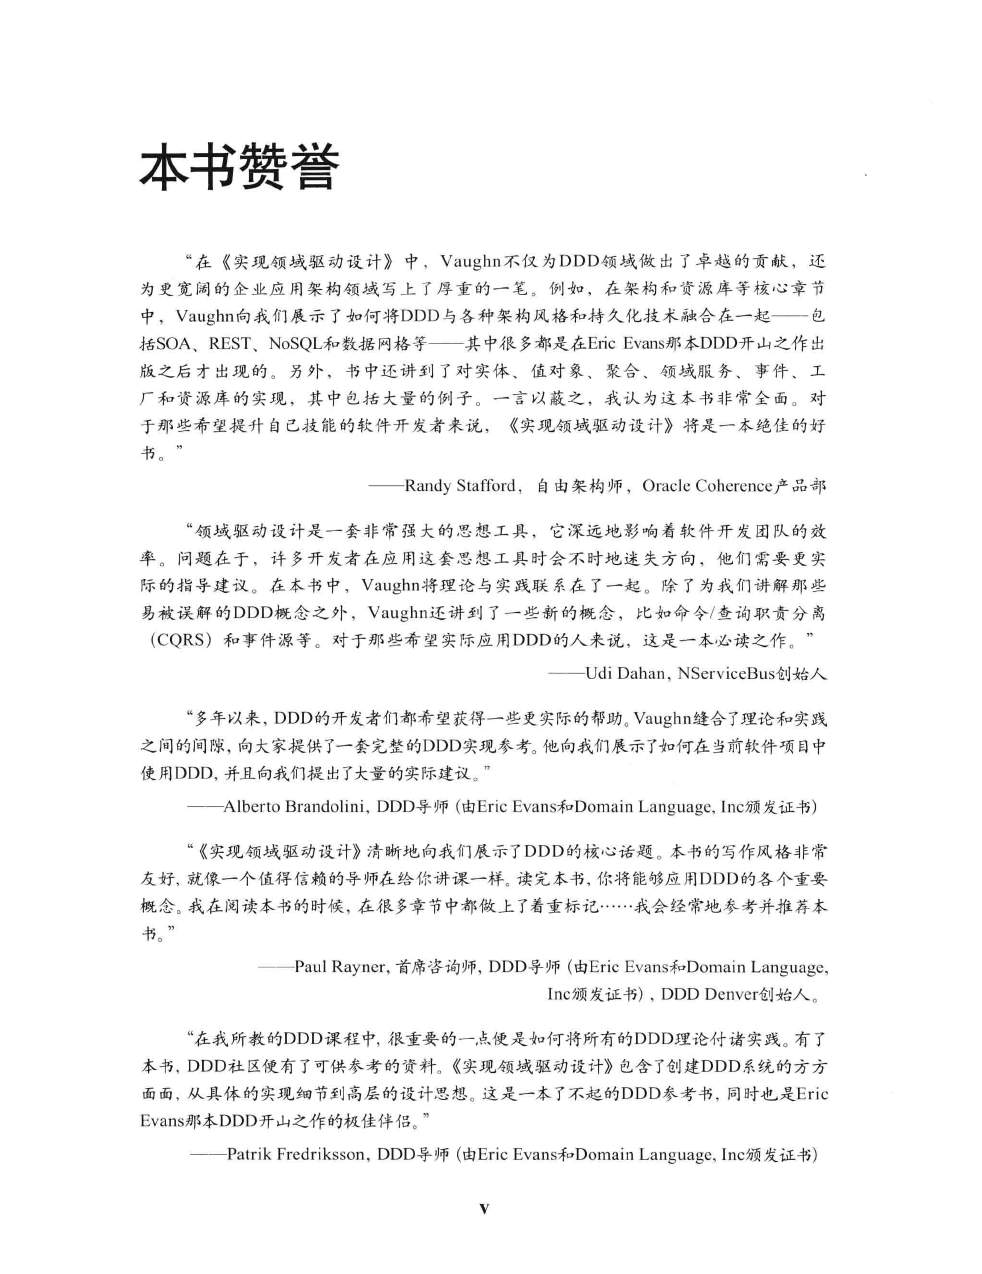 本书赞誉
“在《实现领域驱动设计》中，Vaughn不仅为DDD领域做出了卓越的贡献，还
为更宽阔的企业应用架构领域写上了厚重的一笔。例如，在架构和资源库等核心章节
中，Vaughn向我们展示了如何将DDD与各种架构风格和持久化技术融合在一起——包
括SOA、REST、NoSQL和数据网格等——其中很多都是在Eric Evans那本DDD开山之作出
版之后才出现的。另外，书中还讲到了对实体、值对象、聚合、领域服务、事件、工
厂和资源库的实现，其中包括大量的例子。一言以蔽之，我认为这本书非常全面。对
于那些希望提升自己技能的软件开发者来说，《实现领域驱动设计》将是一本绝佳的好
书。”
——Randy Stafford，自由架构师，Oracle Coherence产品部
“领域驱动设计是一套非常强大的思想工具，它深远地影响着软件开发团队的效
率。问题在于，许多开发者在应用这套思想工具时会不时地迷失方向，他们需要更实
际的指导建议。在本书中，Vaughn将理论与实践联系在了一起。除了为我们讲解那些
易被误解的DDD概念之外，Vaughn还讲到了一些新的概念，比如命令/查询职责分离
（CQRS）和事件源等。对于那些希望实际应用DDD的人来说，这是一本必读之作。”
——Udi Dahan，NServiceBus创始人
“多年以来，DDD的开发者们都希望获得一些更实际的帮助。Vaughn缝合了理论和实践
之间的间隙，向大家提供了一套完整的DDD实现参考。他向我们展示了如何在当前软件项目中
使用DDD，并且向我们提出了大量的实际建议。”
——Alberto Brandolini，DDD导师（由Eric Evans和Domain Language, Inc颁发证书）
“《实现领域驱动设计》清晰地向我们展示了DDD的核心话题。本书的写作风格非常
友好，就像一个值得信赖的导师在给你讲课一样。读完本书，你将能够应用DDD的各个重要
概念。我在阅读本书的时候，在很多章节中都做上了着重标记……我会经常地参考并推荐本
书。”
——Paul Rayner，首席咨询师，DDD导师（由Eric Evans和Domain Language,
Inc颁发证书），DDD Denver创始人。
“在我所教的DDD课程中，很重要的一点便是如何将所有的DDD理论付诸实践。有了
本书，DDD社区便有了可供参考的资料。《实现领域驱动设计》包含了创建DDD系统的方方
面面，从具体的实现细节到高层的设计思想。这是一本了不起的DDD参考书，同时也是Eric
Evans那本DDD开山之作的极佳伴侣。”
——Patrik Fredriksson，DDD导师（由Eric Evans和Domain Language, Inc颁发证书）
v